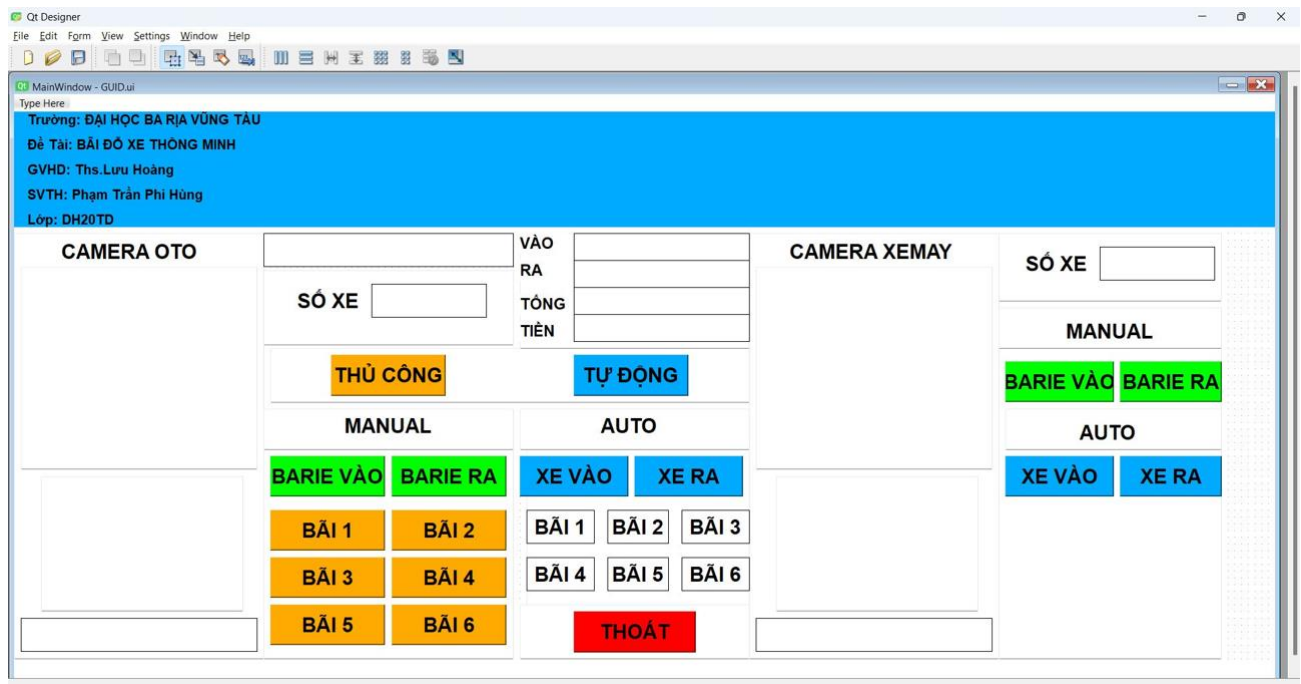 Qt Designer
File Edit Form View Settings Window Help
MainWindow - GUID.ui
Type Here
Trường: ĐẠI HỌC BA RỊA VŨNG TÀU
Đề Tài: BÃI ĐỖ XE THÔNG MINH
GVHD: Ths.Lưu Hoàng
SVTH: Phạm Trần Phi Hùng
Lớp: DH20TD
CAMERA OTO
SỐ XE
VÀO
RA
TỔNG
TIỀN
THỦ CÔNG
TỰ ĐỘNG
MANUAL
AUTO
BARIE VÀO BARIE RA
XE VÀO XE RA
BÃI 1 BÃI 2
BÃI 3 BÃI 4
BÃI 5 BÃI 6
BÃI 1 BÃI 2 BÃI 3
BÃI 4 BÃI 5 BÃI 6
THOÁT
CAMERA XEMAY
SỐ XE
MANUAL
BARIE VÀO BARIE RA
AUTO
XE VÀO XE RA